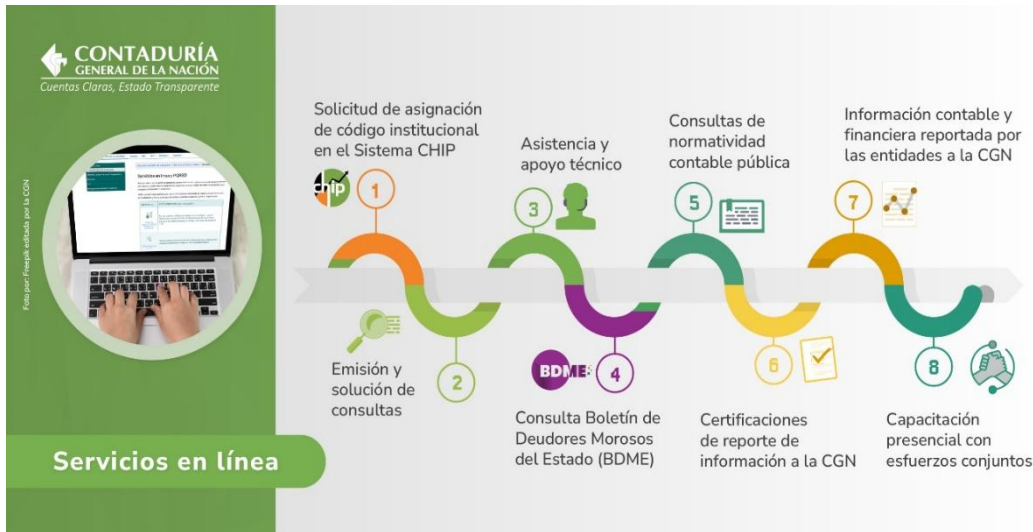 CONTADURÍA
GENERAL DE LA NACIÓN
Cuentas Claras, Estado Transparente
Foto por: Freepik editada por la CGN
Servicios en línea
Solicitud de asignación
de código institucional
en el Sistema CHIP
chip
1
Emisión y
solución de
consultas
2
Asistencia y
apoyo técnico
3
BDME
4
Consulta Boletín de
Deudores Morosos
del Estado (BDME)
Consultas de
normatividad
contable pública
5
6
Certificaciones
de reporte de
información a la CGN
Información contable y
financiera reportada por
las entidades a la CGN
7
8
Capacitación
presencial con
esfuerzos conjuntos